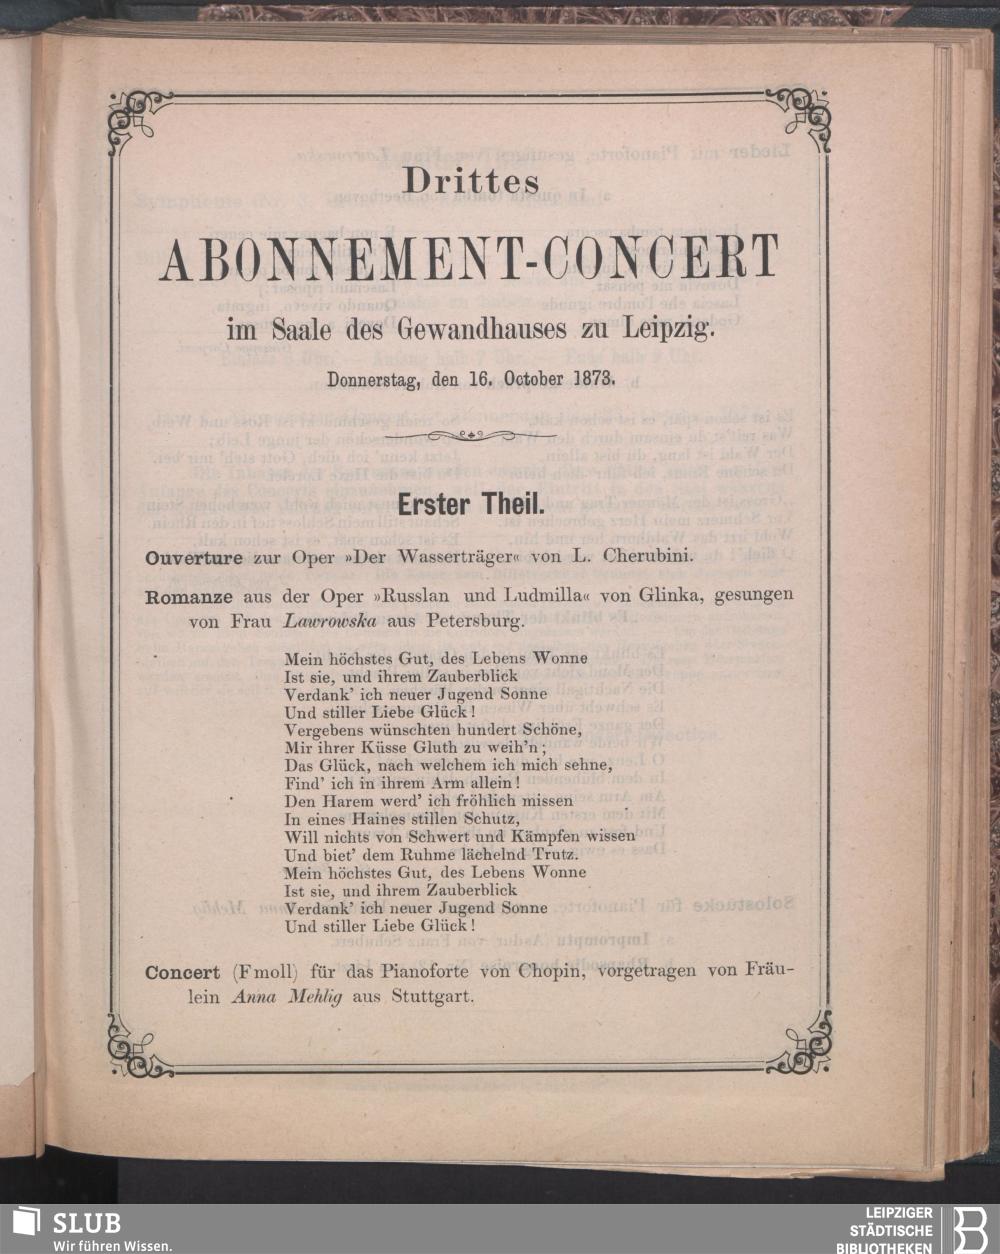 Drittes
ABONNEMENT-CONCERT
im Saale des Gewandhauses zu Leipzig.
Donnerstag, den 16. October 1873.
Erster Theil.
Ouverture zur Oper »Der Wasserträger« von L. Cherubini.
Romanze aus der Oper »Russlan und Ludmilla« von Glinka, gesungen
von Frau Lawrowska aus Petersburg.
Mein höchstes Gut, des Lebens Wonne
Ist sie, und ihrem Zauberblick
Verdank' ich neuer Jugend Sonne
Und stiller Liebe Glück!
Vergebens wünschten hundert Schöne,
Mir ihrer Küsse Gluth zu weih'n;
Das Glück, nach welchem ich mich sehne,
Find' ich in ihrem Arm allein!
Den Harem werd' ich fröhlich missen
In eines Haines stillen Schutz,
Will nichts von Schwert und Kämpfen wissen
Und biet' dem Ruhme lächelnd Trutz.
Mein höchstes Gut, des Lebens Wonne
Ist sie, und ihrem Zauberblick
Verdank' ich neuer Jugend Sonne
Und stiller Liebe Glück!
Concert (Fmoll) für das Pianoforte von Chopin, vorgetragen von Fräu-
lein Anna Mehlig aus Stuttgart.
SLUB
Wir führen Wissen.
LEIPZIGER
STÄDTISCHE
BIBLIOTHEKEN